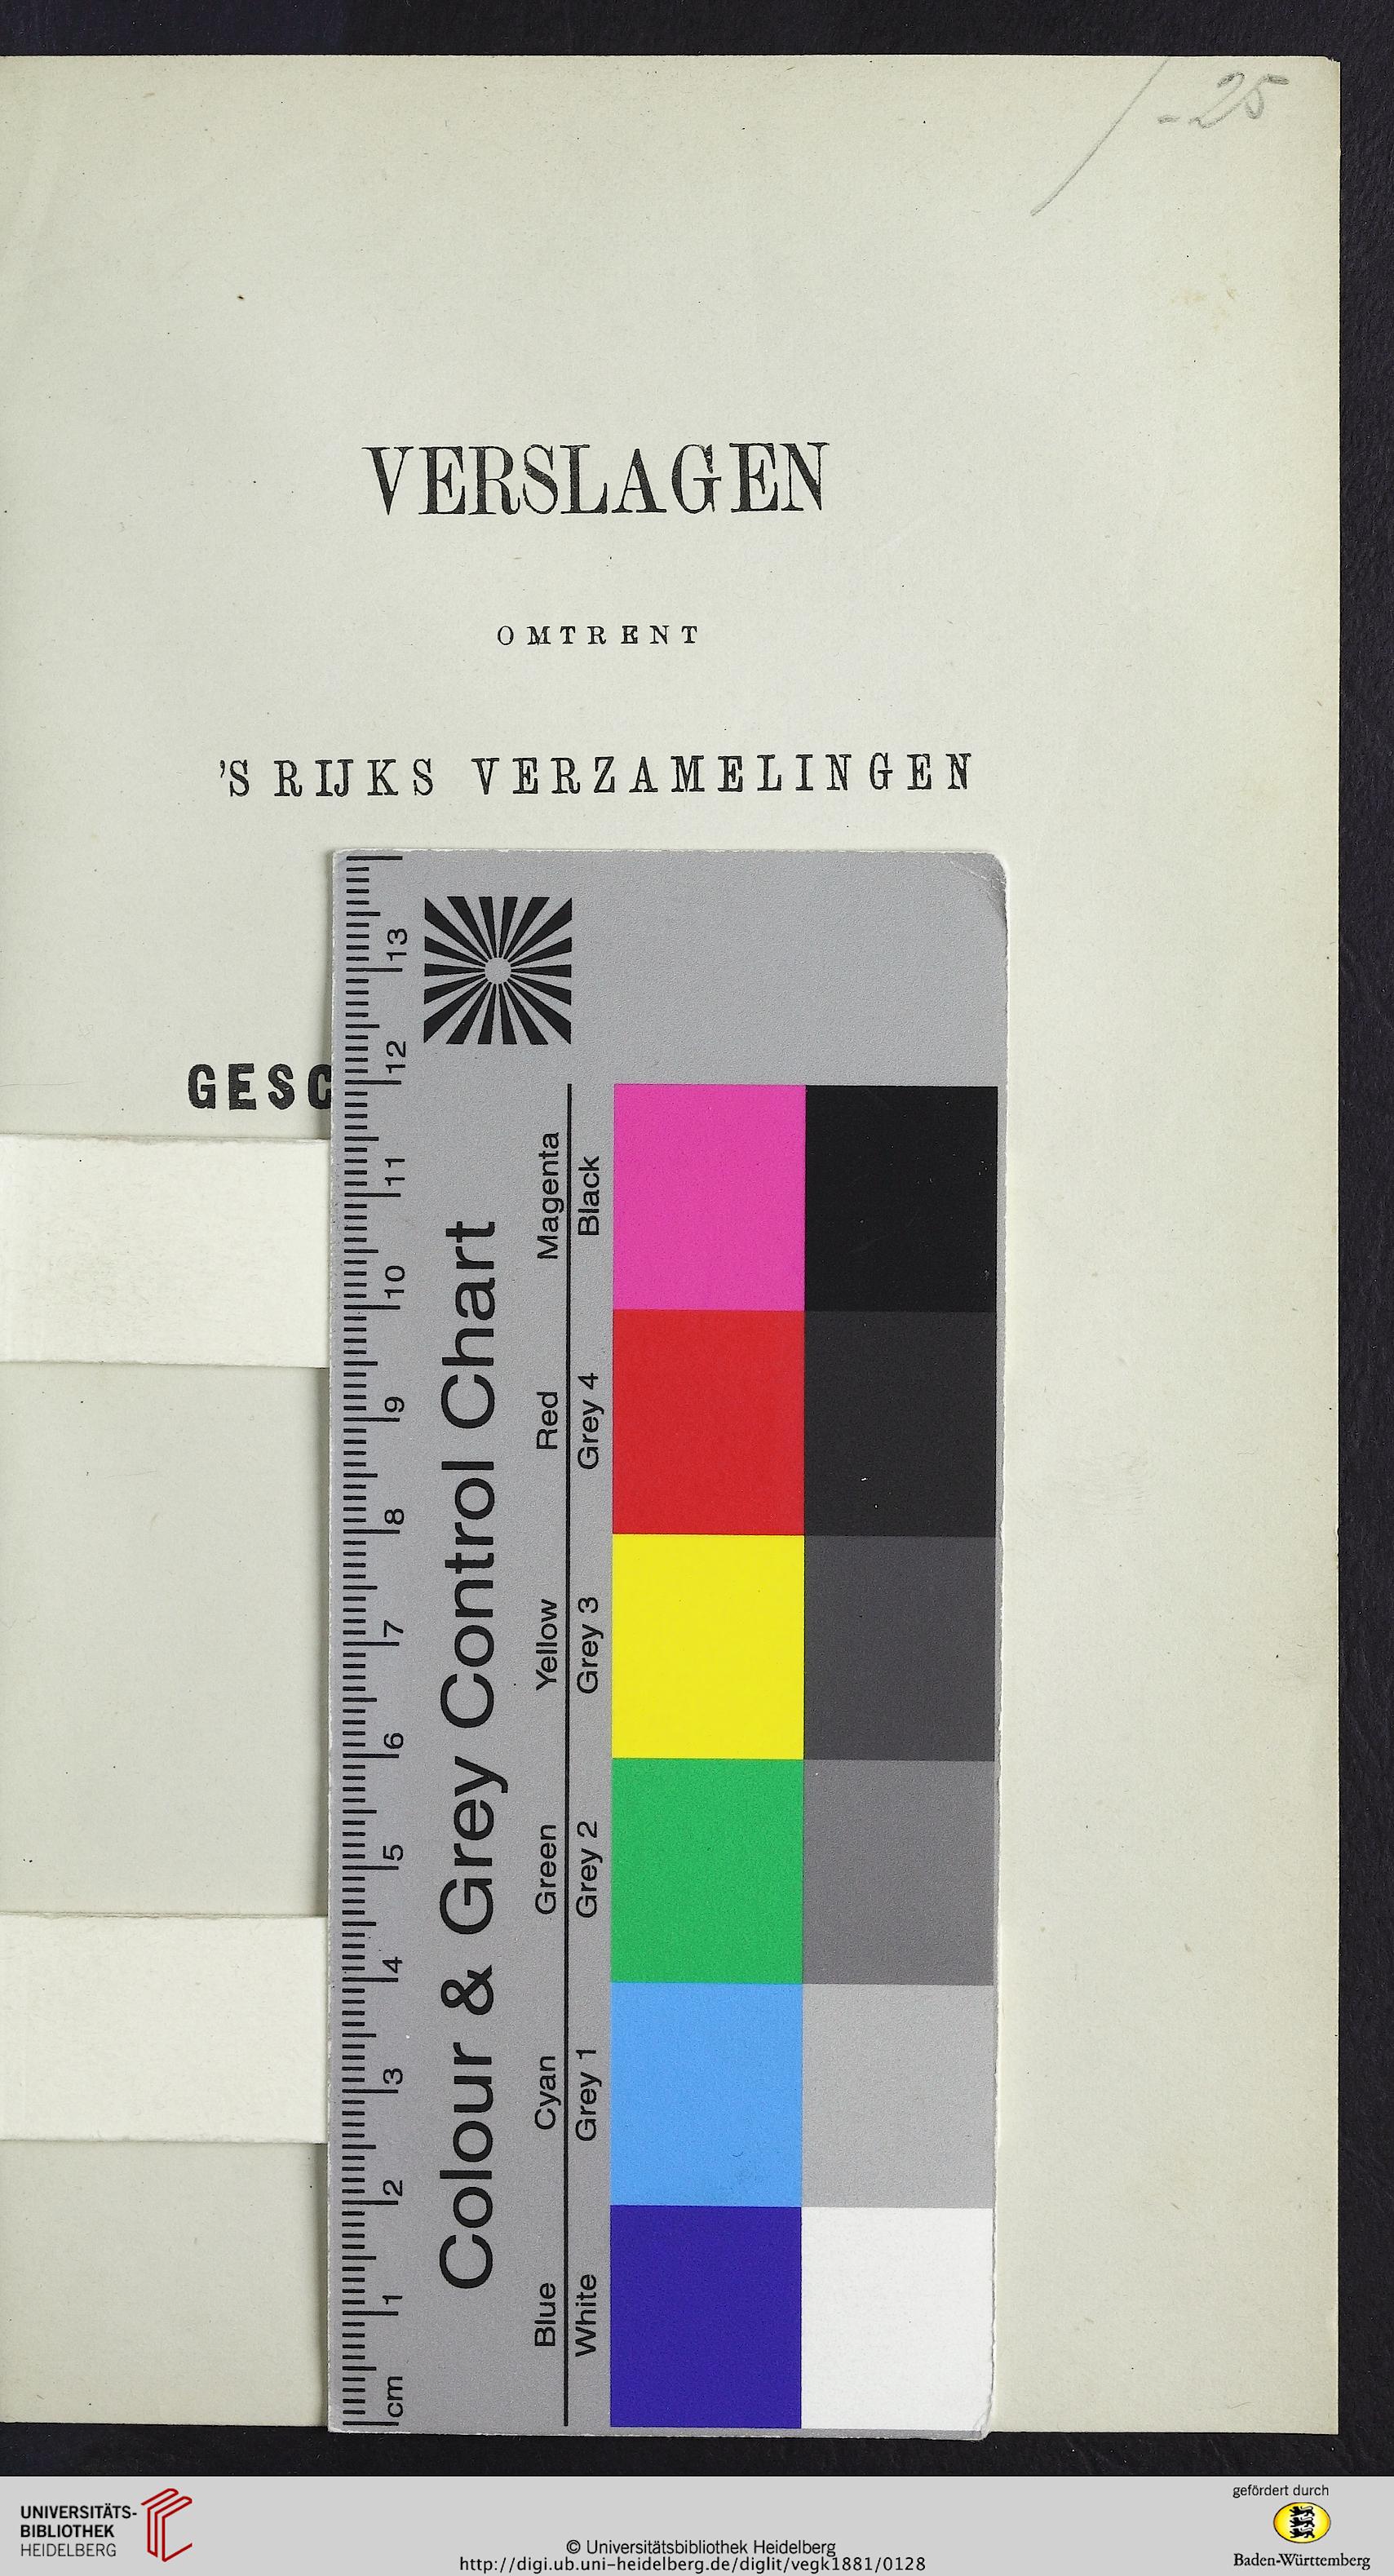 -25
VERSLAGEN
OMTRENT
'S RIJKS VERZAMELINGEN
GESC
13
12
11
10
9
8
7
6
5
4
3
2
1
cm
Colour & Grey Control Chart
Blue Cyan Green Yellow Red Magenta
White Grey 1 Grey 2 Grey 3 Grey 4 Black
UNIVERSITÄTS-
BIBLIOTHEK
HEIDELBERG
© Universitätsbibliothek Heidelberg
http://digi.ub.uni-heidelberg.de/diglit/vegk1881/0128
gefördert durch
Baden-Württemberg